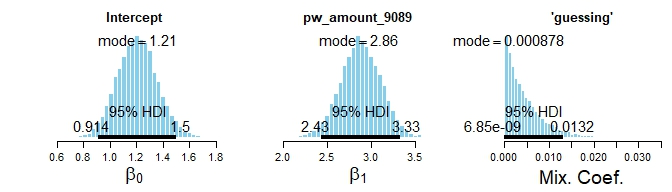 Intercept
mode = 1.21
95% HDI
0.914 1.5
0.6 0.8 1.0 1.2 1.4 1.6 1.8
β0
pw_amount_9089
mode = 2.86
95% HDI
2.43 3.33
2.0 2.5 3.0 3.5
β1
'guessing'
mode = 0.000878
95% HDI
6.85e-09 0.0132
0.000 0.010 0.020 0.030
Mix. Coef.